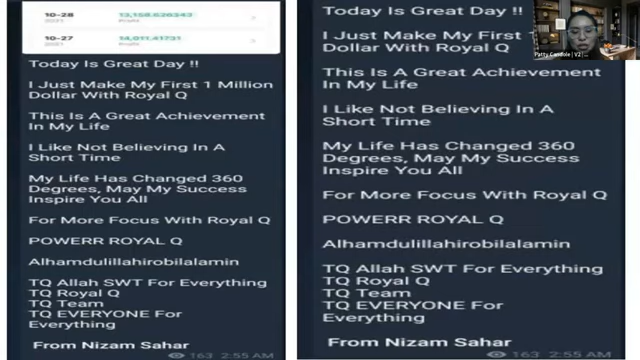 10-28
2021
13,158.626343
Profit
10-27
2021
14,011.41731
Profit
Today Is Great Day !!
I Just Make My First 1 Million
Dollar With Royal Q
This Is A Great Achievement
In My Life
I Like Not Believing In A
Short Time
My Life Has Changed 360
Degrees, May My Success
Inspire You All
For More Focus With Royal Q
POWERR ROYAL Q
Alhamdulillahirobilalamin
TQ Allah SWT For Everything
TQ Royal Q
TQ Team
TQ EVERYONE For
Everything
From Nizam Sahar
163 2:55 AM
Today Is Great Day !!
I Just Make My First 1
Dollar With Royal Q
This Is A Great Achievement
In My Life
I Like Not Believing In A
Short Time
My Life Has Changed 360
Degrees, May My Success
Inspire You All
For More Focus With Royal Q
POWERR ROYAL Q
Alhamdulillahirobilalamin
TQ Allah SWT For Everything
TQ Royal Q
TQ Team
TQ EVERYONE For
Everything
From Nizam Sahar
163 2:55 AM
Patty Candole | V2 |